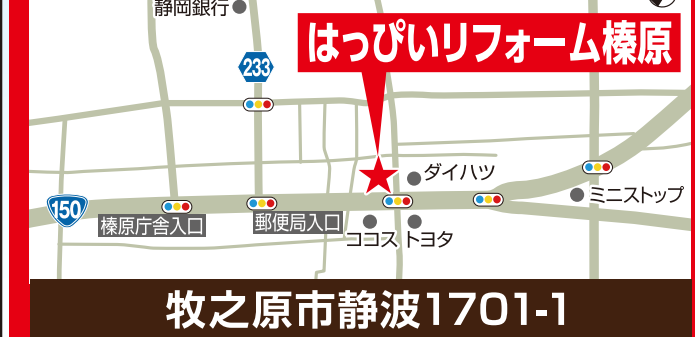 静岡銀行
はっぴいリフォーム榛原
233
ダイハツ
ミニストップ
150
榛原庁舎入口
郵便局入口
ココス
トヨタ
牧之原市静波1701-1